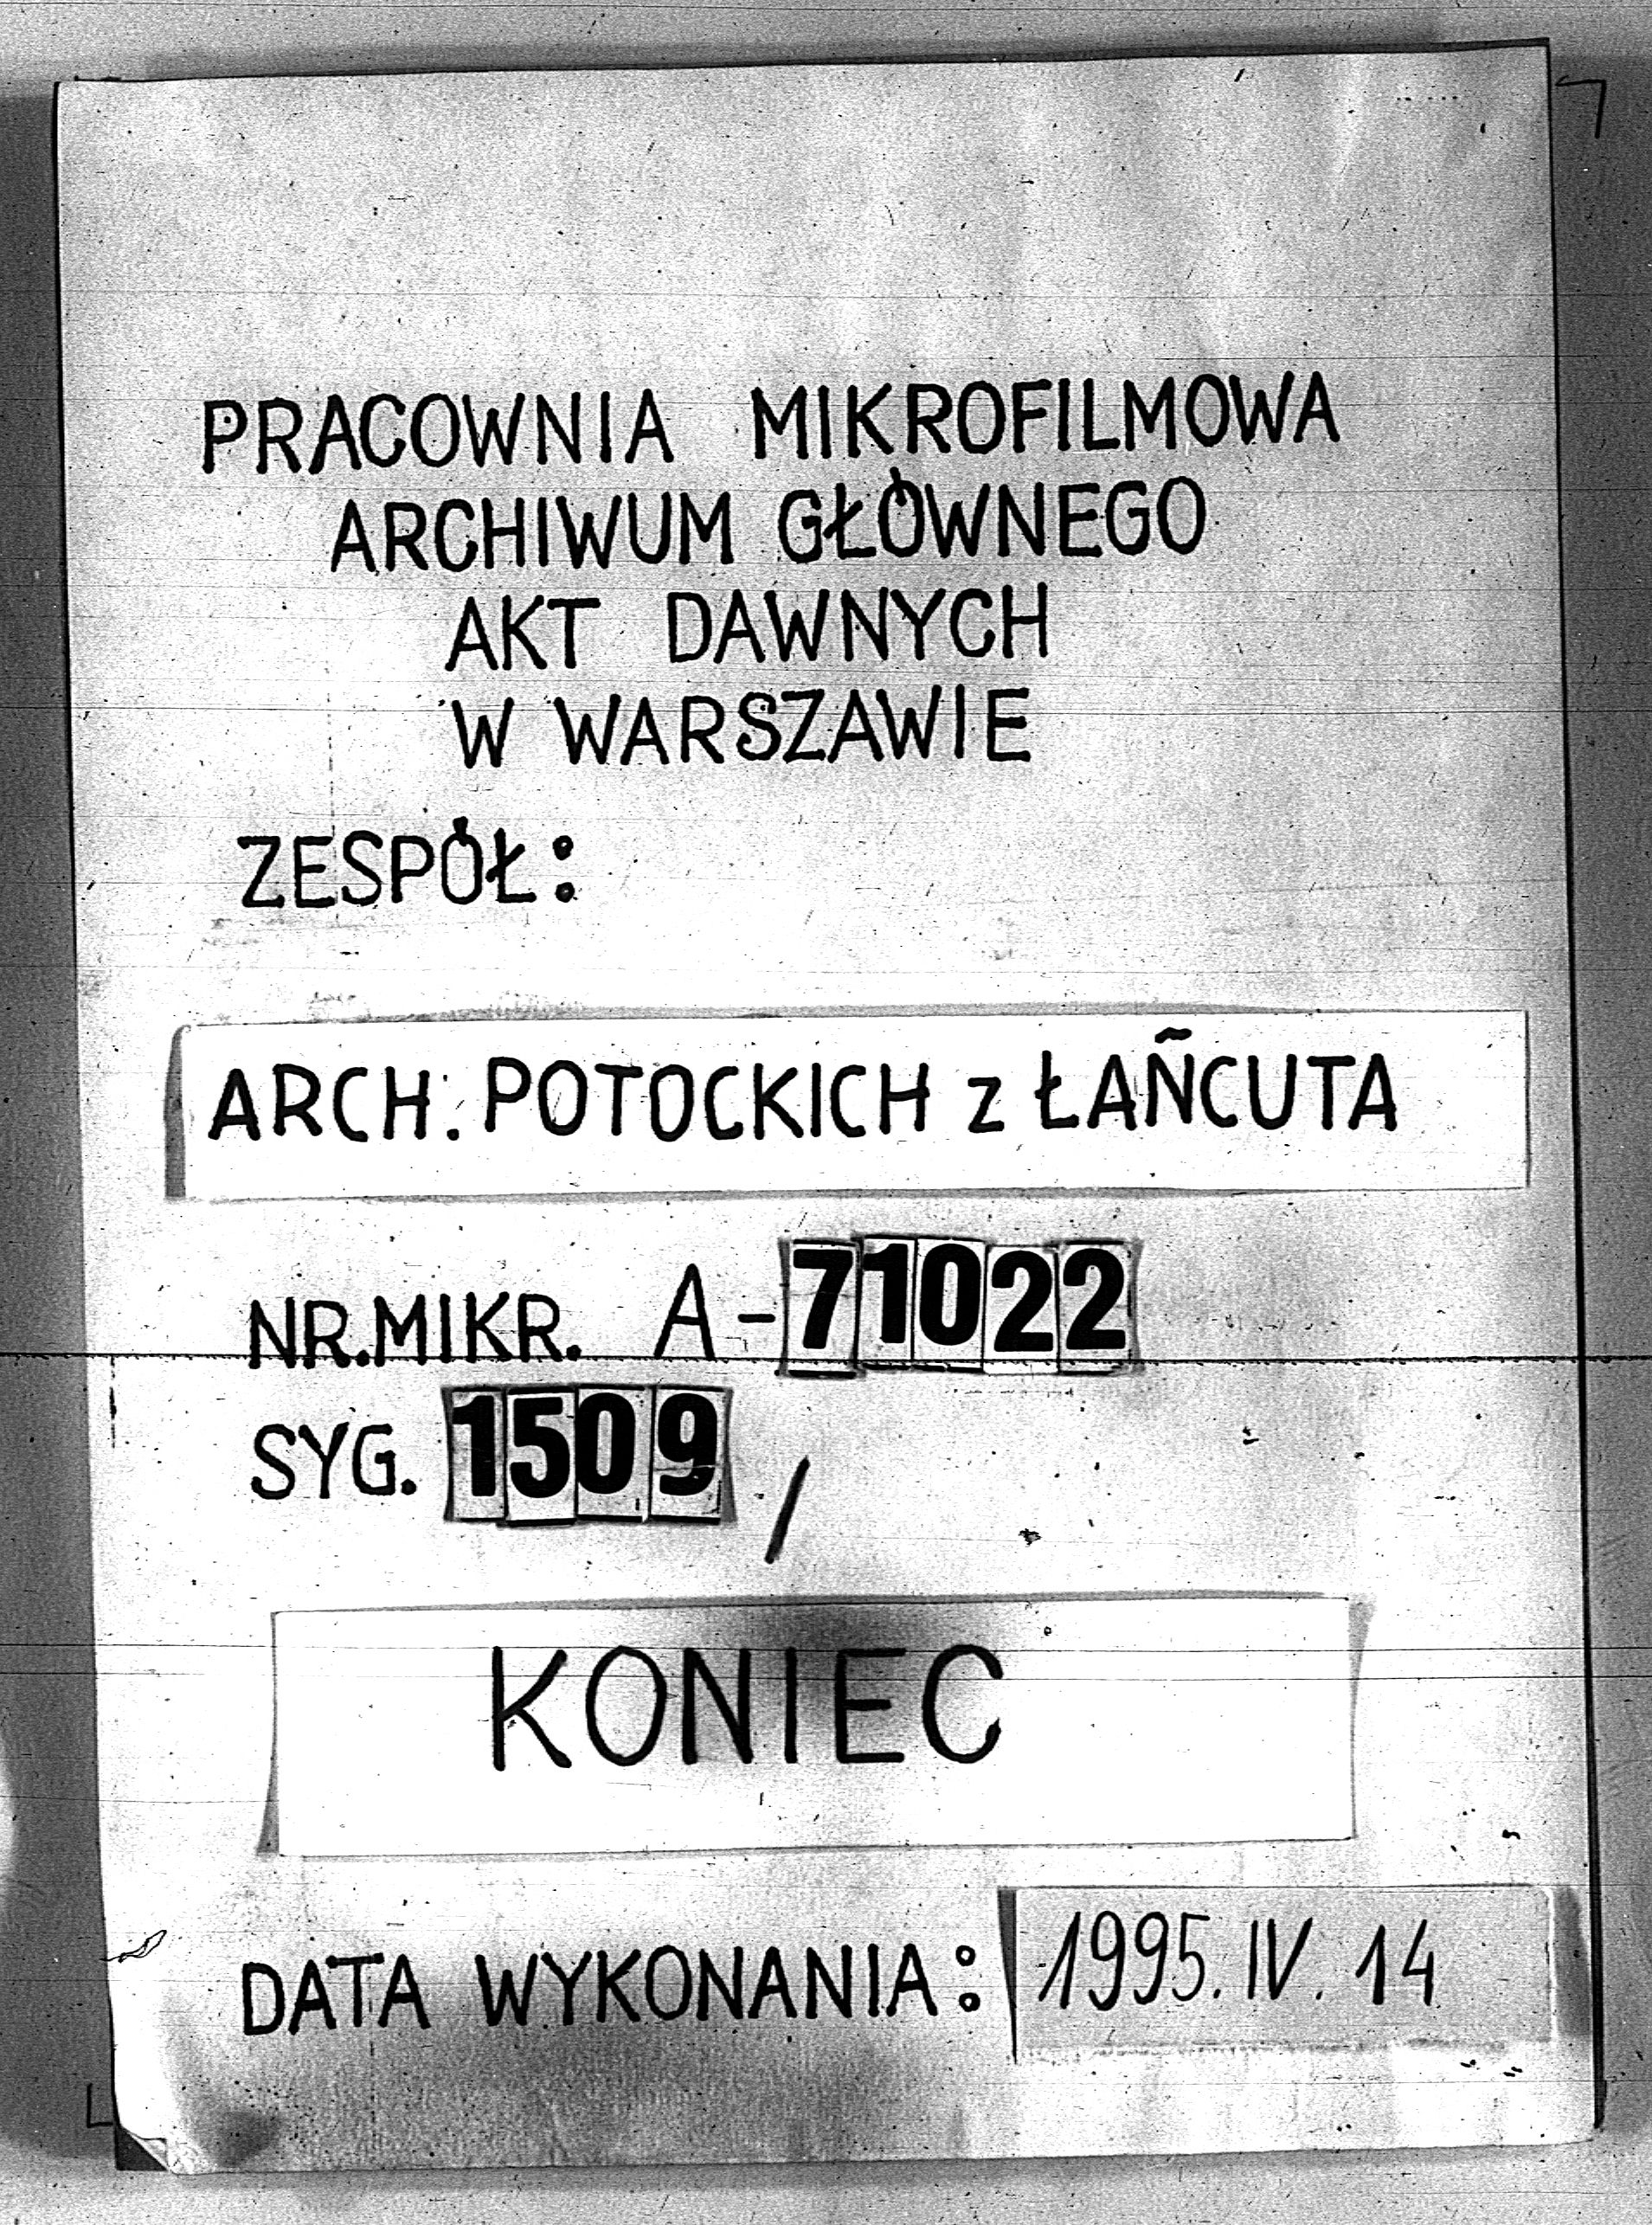 PRACOWNIA MIKROFILMOWA
ARCHIWUM GŁÓWNEGO
AKT DAWNYCH
W WARSZAWIE
ZESPÓŁ:
ARCH. POTOCKICH z ŁAŃCUTA
NR.MIKR. A-71022
SYG. 1509 /
KONIEC
DATA WYKONANIA: 1995.IV.14